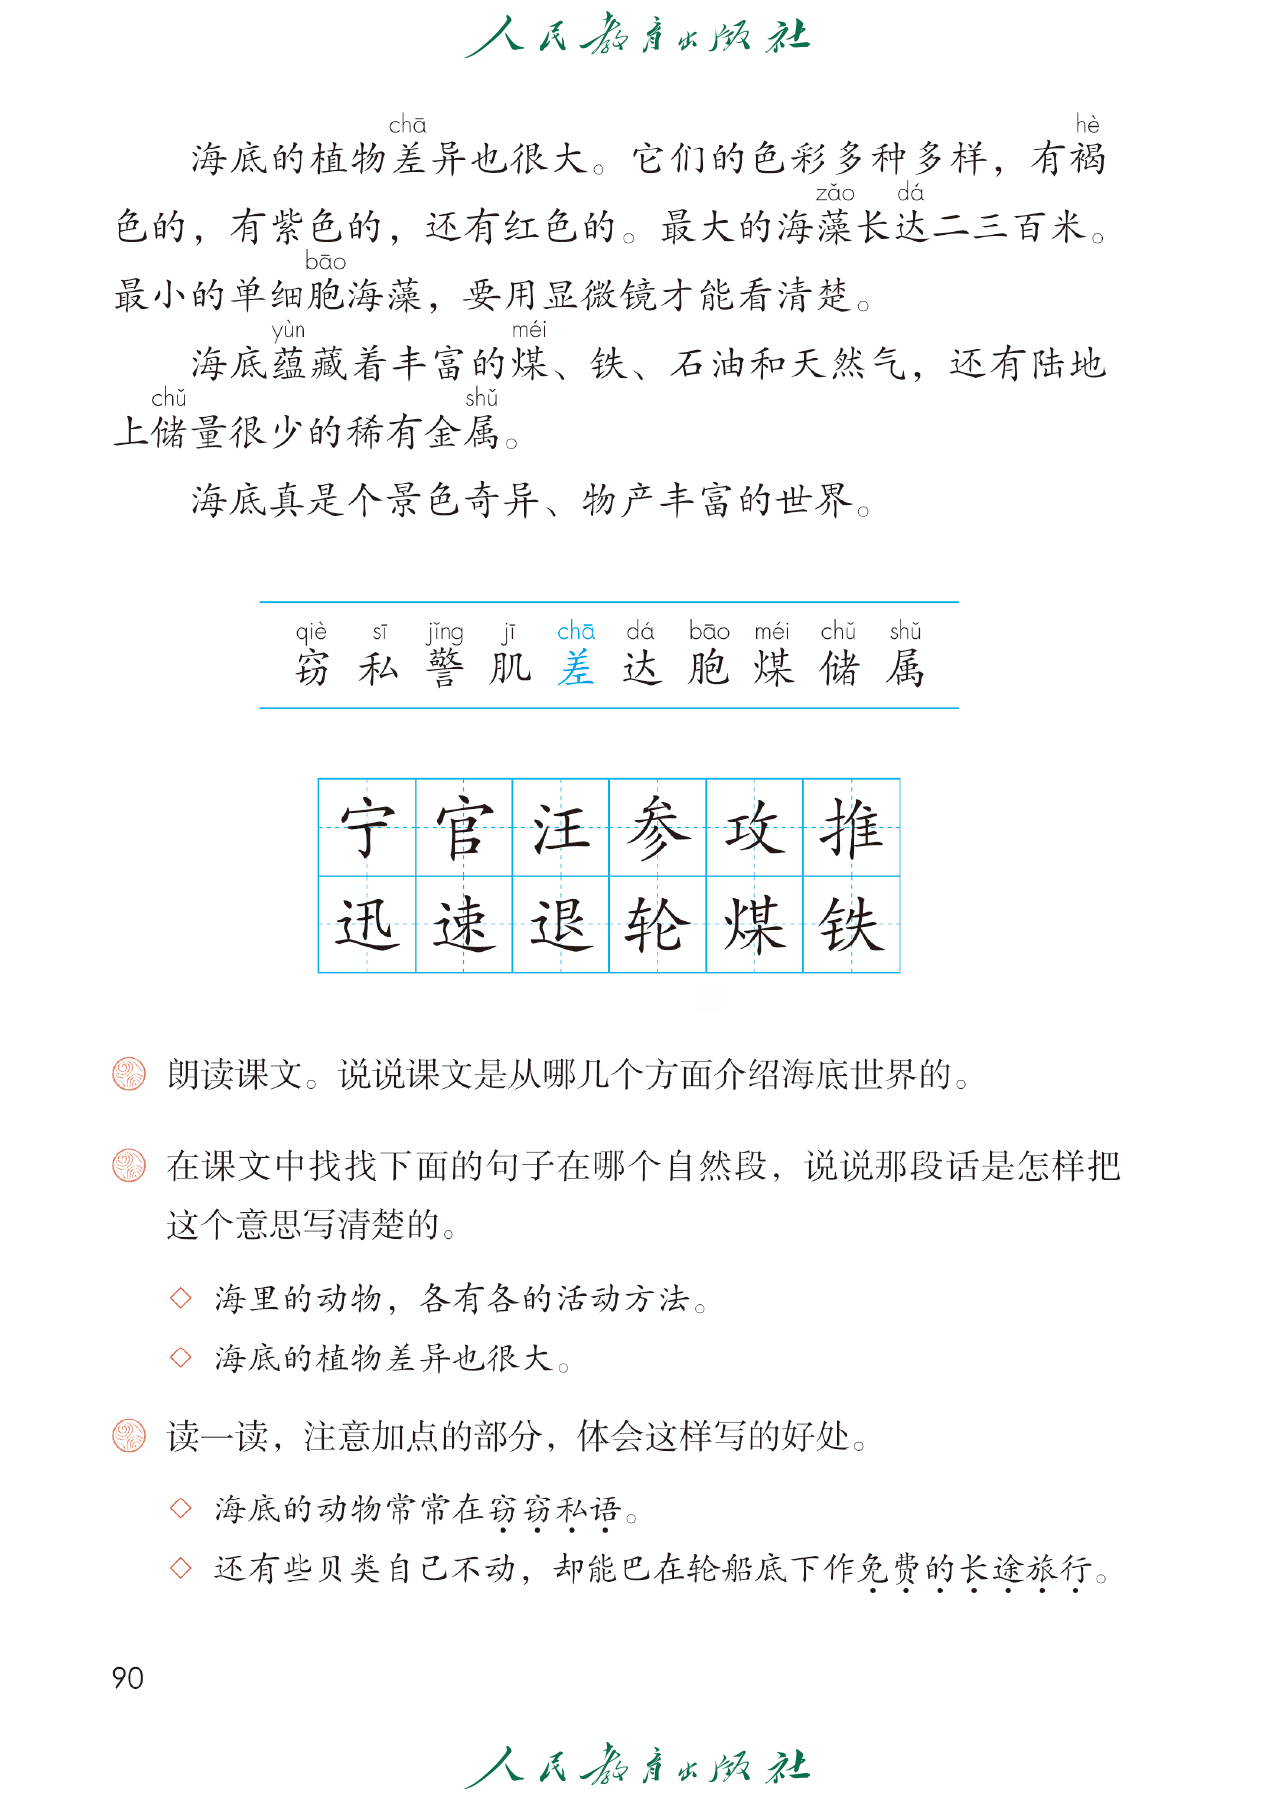 人民教育出版社
chā hè
海底的植物差异也很大。它们的色彩多种多样，有褐
zǎo dá
色的，有紫色的，还有红色的。最大的海藻长达二三百米。
bāo
最小的单细胞海藻，要用显微镜才能看清楚。
yùn méi
海底蕴藏着丰富的煤、铁、石油和天然气，还有陆地
chǔ shǔ
上储量很少的稀有金属。
海底真是个景色奇异、物产丰富的世界。
qiè sī jǐng jī chā dá bāo méi chǔ shǔ
窃 私 警 肌 差 达 胞 煤 储 属
宁 官 汪 参 攻 推
迅 速 退 轮 煤 铁
朗读课文。说说课文是从哪几个方面介绍海底世界的。
在课文中找找下面的句子在哪个自然段，说说那段话是怎样把
这个意思写清楚的。
◇ 海里的动物，各有各的活动方法。
◇ 海底的植物差异也很大。
读一读，注意加点的部分，体会这样写的好处。
◇ 海底的动物常常在窃窃私语。
◇ 还有些贝类自己不动，却能巴在轮船底下作免费的长途旅行。
90
人民教育出版社